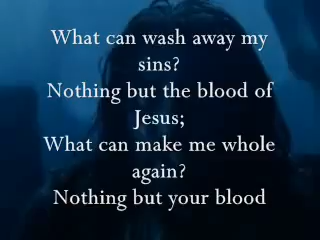 What can wash away my
sins?
Nothing but the blood of
Jesus;
What can make me whole
again?
Nothing but your blood